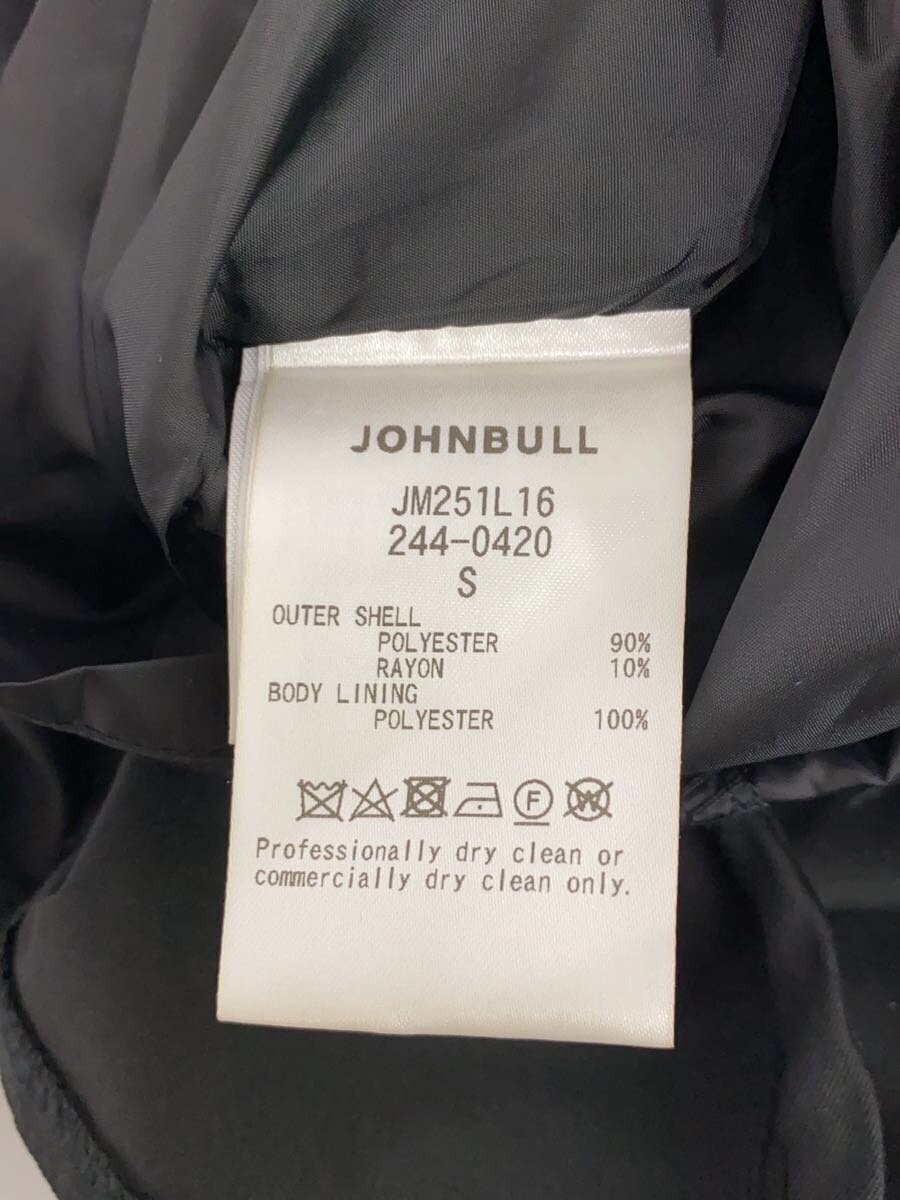 JOHNBULL
JM251L16
244-0420
S
OUTER SHELL
POLYESTER 90%
RAYON 10%
BODY LINING
POLYESTER 100%
F W
Professionally dry clean or
commercially dry clean only.